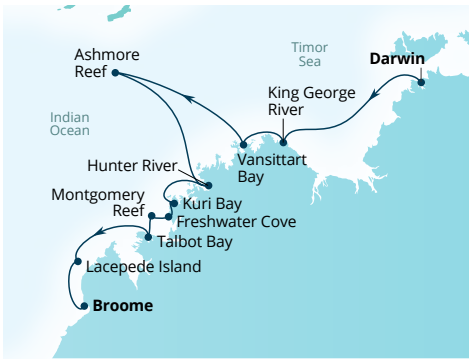 Ashmore
Reef
Timor
Sea
Darwin
King George
River
Indian
Ocean
Vansittart
Bay
Hunter River
Montgomery
Reef
Kuri Bay
Freshwater Cove
Talbot Bay
Lacepede Island
Broome